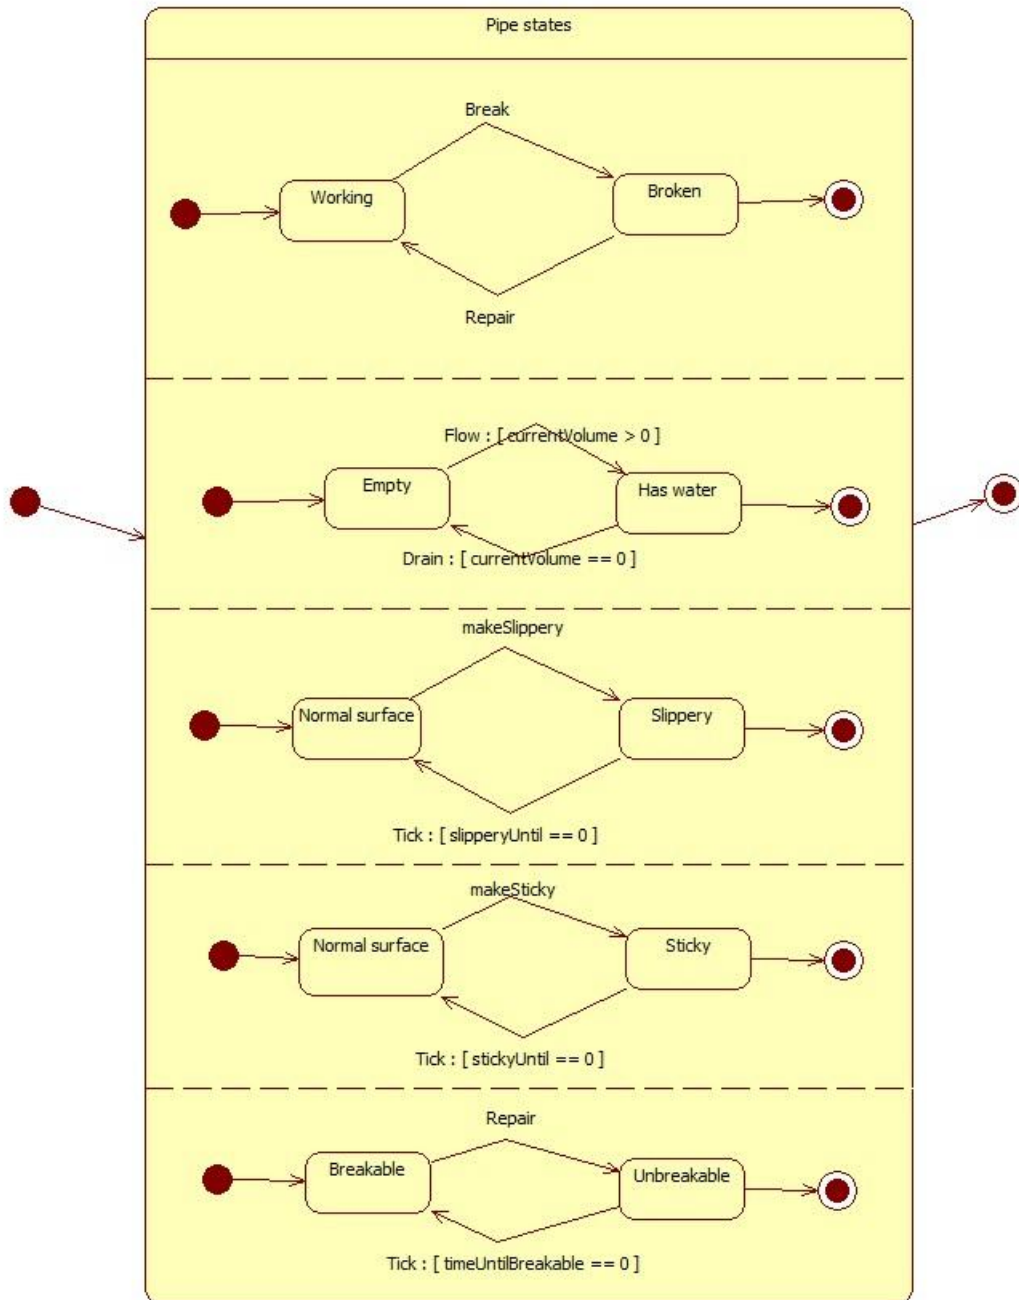 Pipe states
Break
Working
Broken
Repair
Flow : [ currentVolume > 0 ]
Empty
Has water
Drain : [ currentVolume == 0 ]
makeSlippery
Normal surface
Slippery
Tick : [ slipperyUntil == 0 ]
makeSticky
Normal surface
Sticky
Tick : [ stickyUntil == 0 ]
Repair
Breakable
Unbreakable
Tick : [ timeUntilBreakable == 0 ]